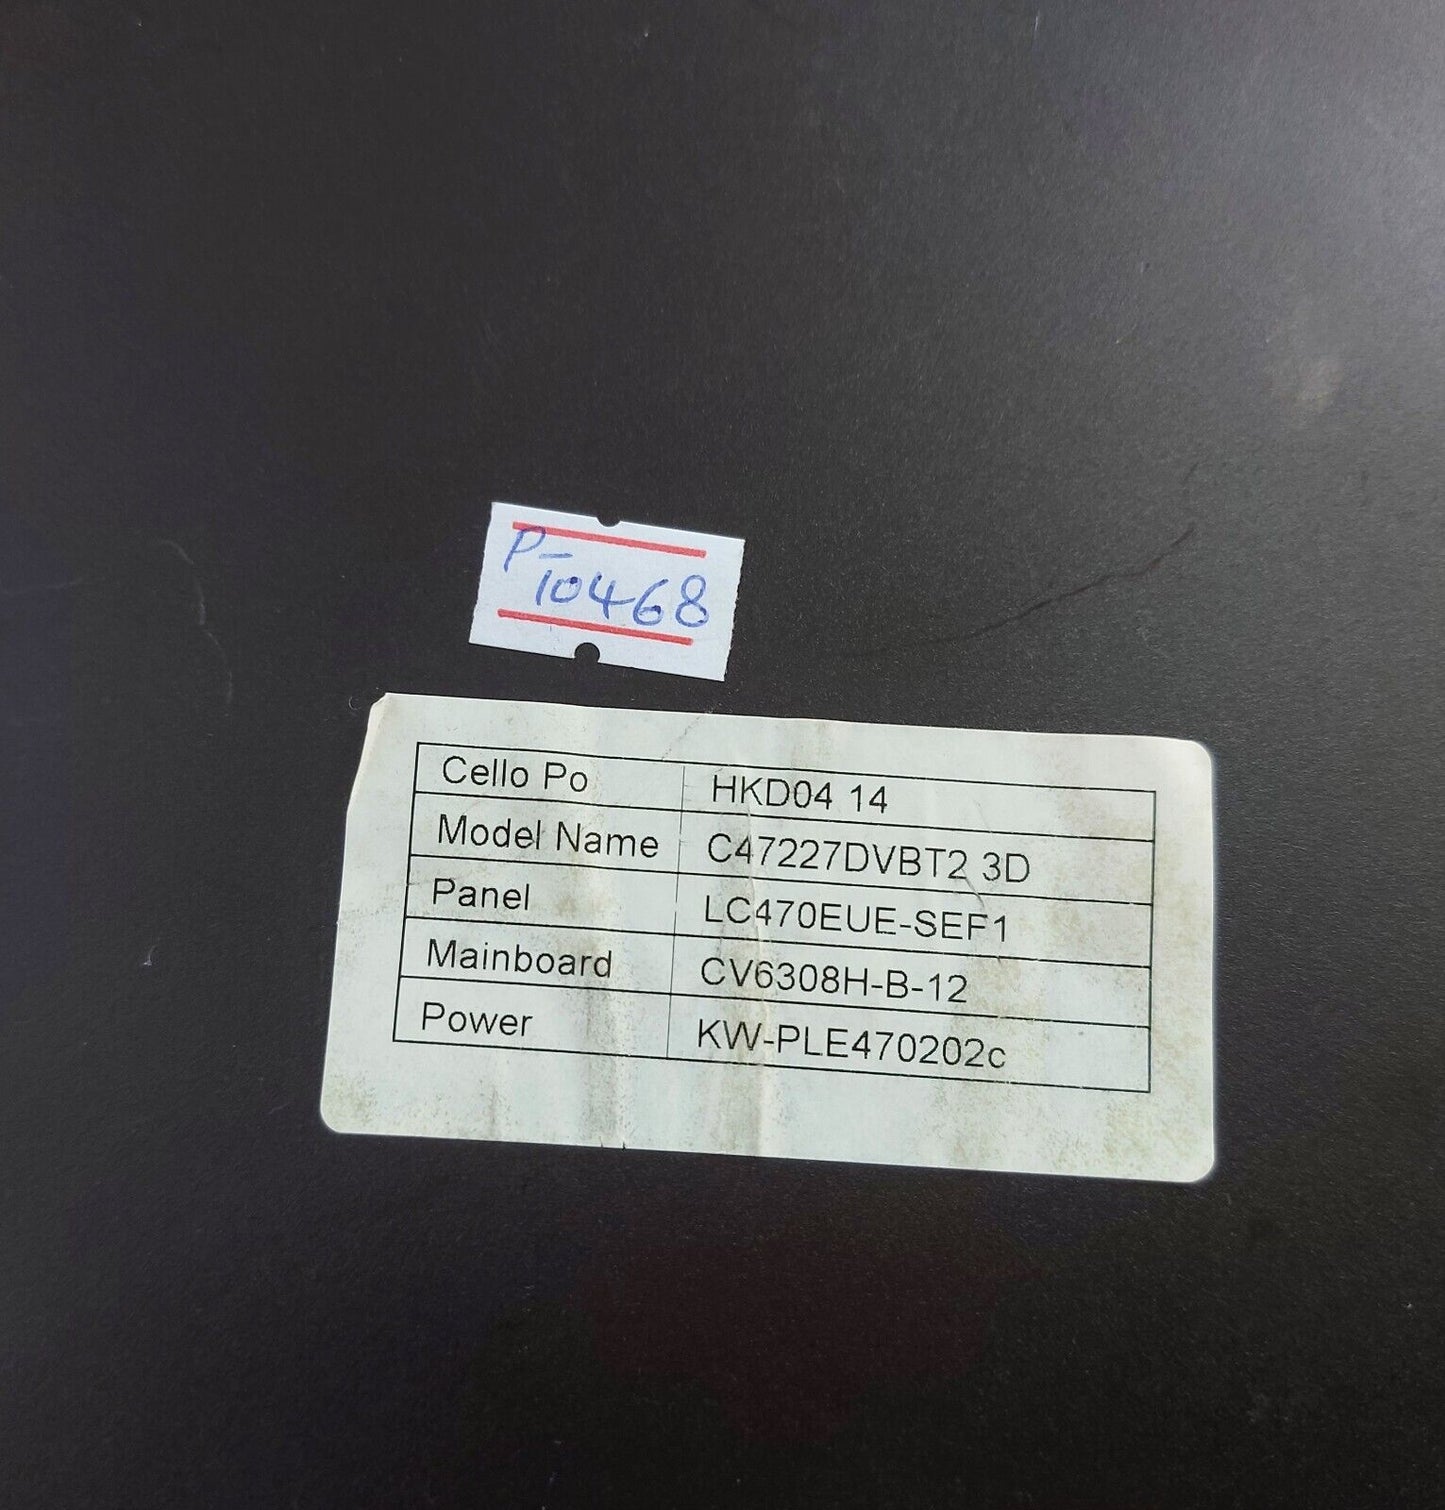 P-
10468
Cello Po HKD04 14
Model Name C47227DVBT2 3D
Panel LC470EUE-SEF1
Mainboard CV6308H-B-12
Power KW-PLE470202c